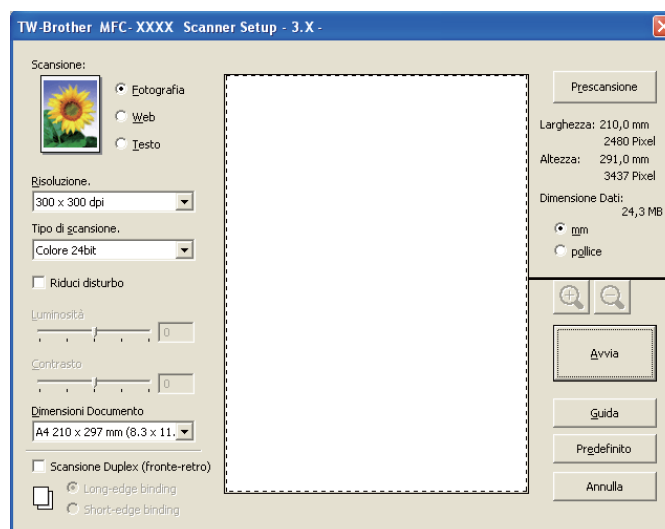 TW-Brother MFC-XXXX Scanner Setup - 3.X -
Scansione:
Fotografia
Web
Testo
Risoluzione.
300 x 300 dpi
Tipo di scansione.
Colore 24bit
Riduci disturbo
Luminosità
0
Contrasto
0
Dimensioni Documento
A4 210 x 297 mm (8.3 x 11.
Scansione Duplex (fronte-retro)
Long-edge binding
Short-edge binding
Prescansione
Larghezza: 210,0 mm
2480 Pixel
Altezza: 291,0 mm
3437 Pixel
Dimensione Dati:
24,3 MB
mm
pollice
Avvia
Guida
Predefinito
Annulla